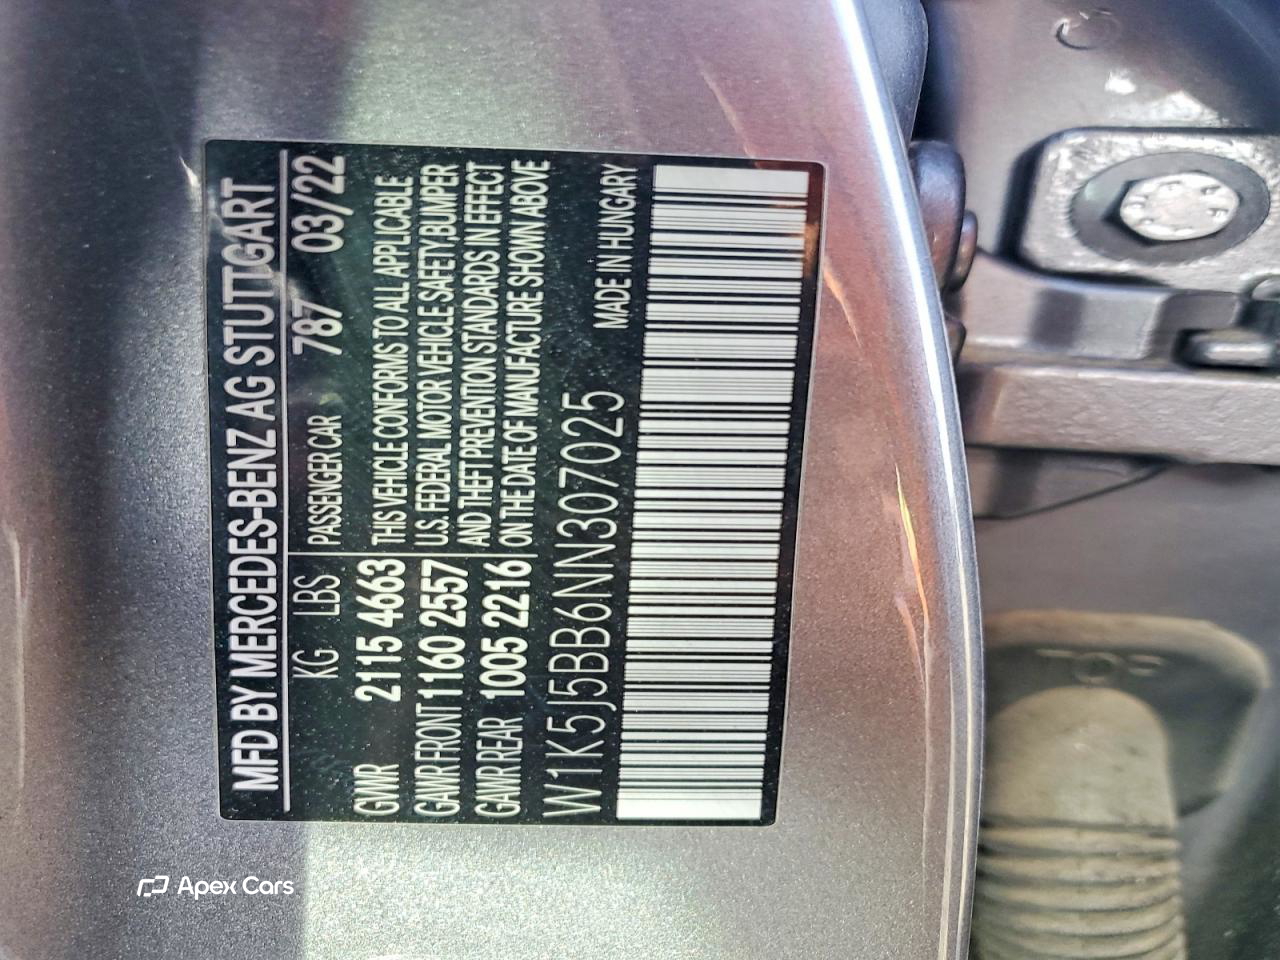 MFD BY MERCEDES-BENZ AG STUTTGART
KG LBS PASSENGER CAR 787 03/22
GVWR 2115 4663 THIS VEHICLE CONFORMS TO ALL APPLICABLE
GAWR FRONT 1160 2557 U.S. FEDERAL MOTOR VEHICLE SAFETY,BUMPER
GAWR REAR 1005 2216 AND THEFT PREVENTION STANDARDS IN EFFECT
ON THE DATE OF MANUFACTURE SHOWN ABOVE
W1K5J5BB6NN307025 MADE IN HUNGARY
TOP
Apex Cars